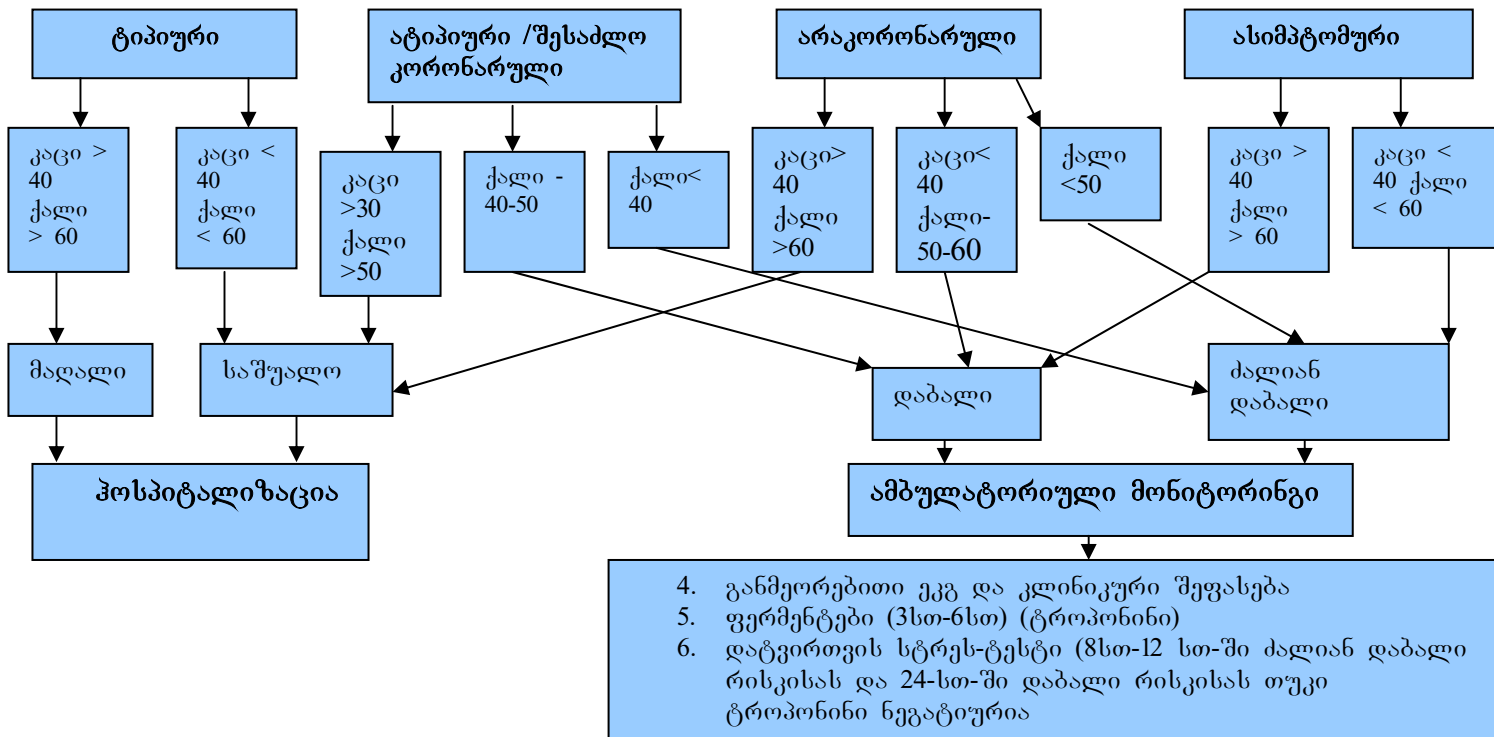 ტიპიური
ატიპიური /შესაძლო
კორონარული
არაკორონარული
ასიმპტომური
კაცი >
40
ქალი
> 60
კაცი <
40
ქალი
< 60
კაცი
>30
ქალი
>50
ქალი -
40-50
ქალი<
40
კაცი>
40
ქალი
>60
კაცი<
40
ქალი-
50-60
ქალი
<50
კაცი >
40
ქალი
> 60
კაცი <
40 ქალი
< 60
მაღალი
საშუალო
დაბალი
ძალიან
დაბალი
ჰოსპიტალიზაცია
ამბულატორიული მონიტორინგი
4. განმეორებითი ეკგ და კლინიკური შეფასება
5. ფერმენტები (3სთ-6სთ) (ტროპონინი)
6. დატვირთვის სტრეს-ტესტი (8სთ-12 სთ-ში ძალიან დაბალი
რისკისას და 24-სთ-ში დაბალი რისკისას თუკი
ტროპონინი ნეგატიურია